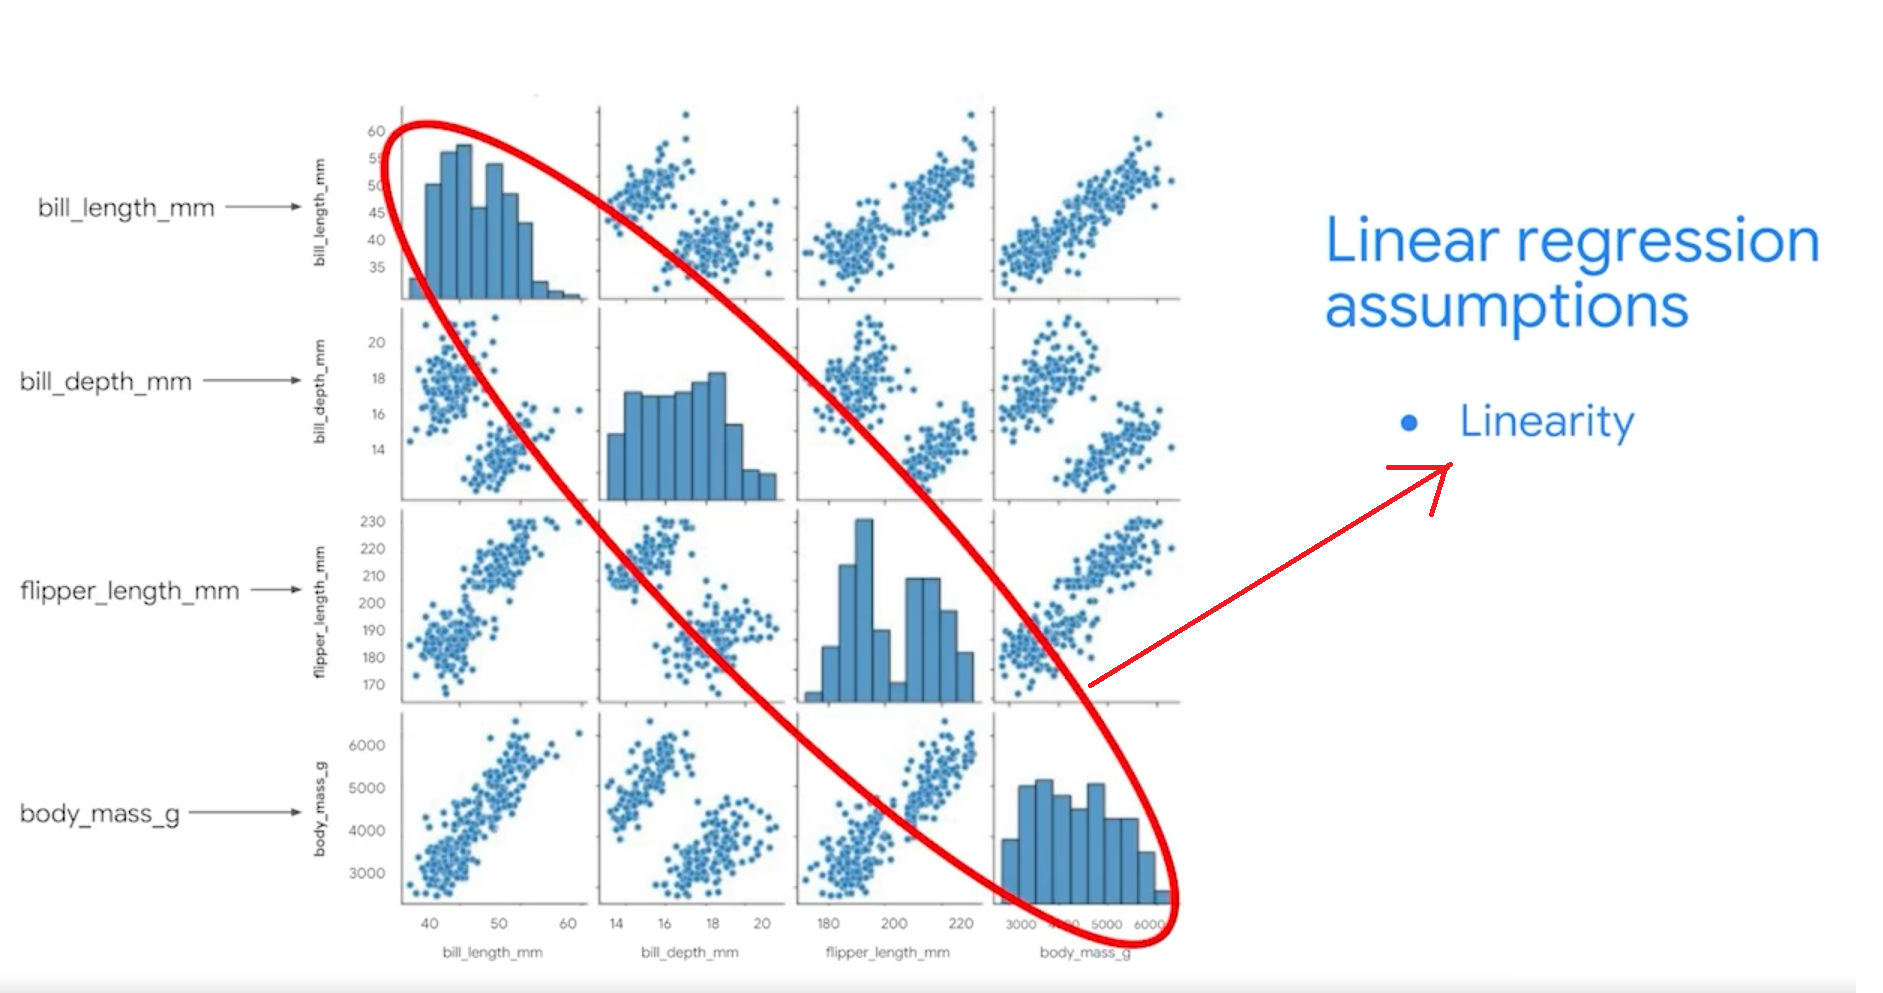 bill_length_mm
bill_length_mm
60
55
50
45
40
35
bill_depth_mm
bill_depth_mm
20
18
16
14
flipper_length_mm
flipper_length_mm
230
220
210
200
190
180
170
body_mass_g
body_mass_g
6000
5000
4000
3000
40 50 60
14 16 18 20
180 200 220
3000 5000 6000
bill_length_mm
bill_depth_mm
flipper_length_mm
body_mass_g
Linear regression
assumptions
• Linearity